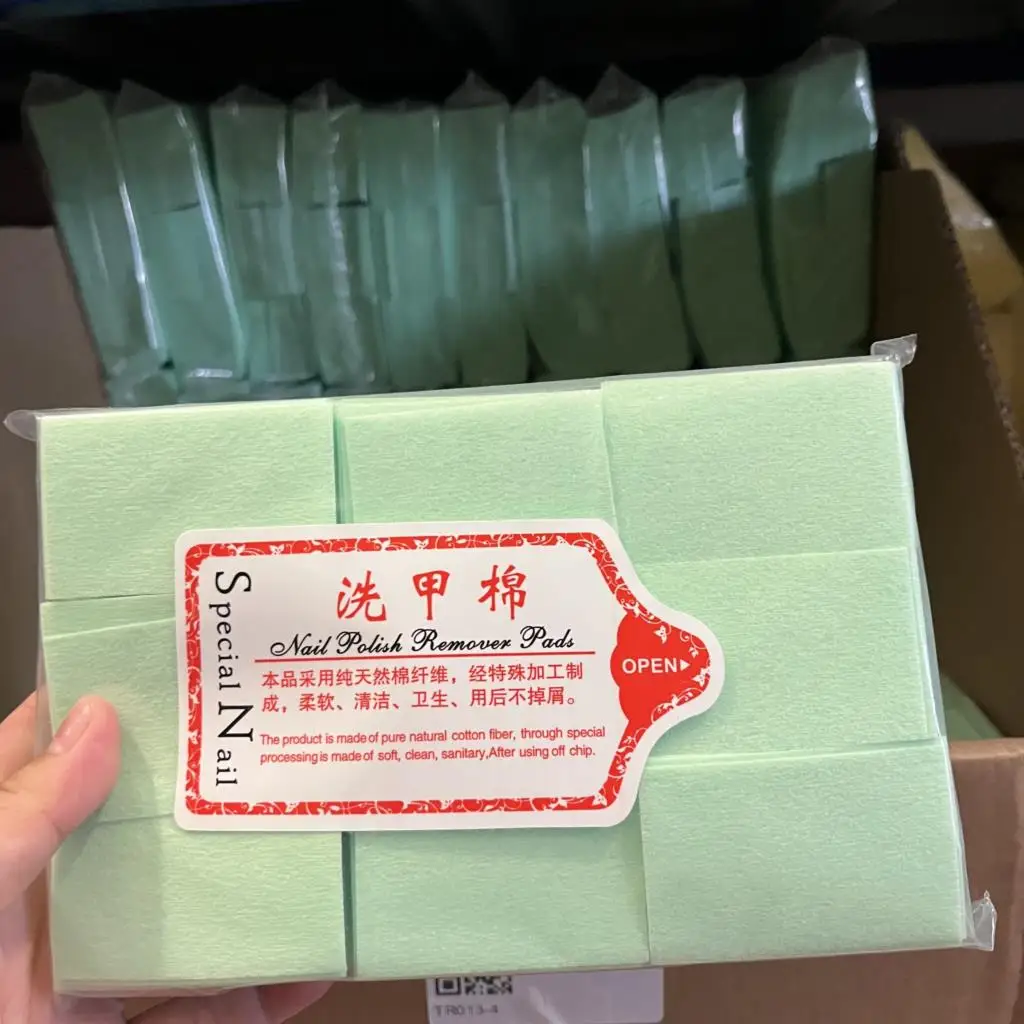 洗甲棉
Nail Polish Remover Pads
本品采用纯天然棉纤维，经特殊加工制
成，柔软、清洁、卫生、用后不掉屑。
The product is made of pure natural cotton fiber, through special
processing is made of soft, clean, sanitary,After using off chip.
Special Nail
OPEN
TR013-4